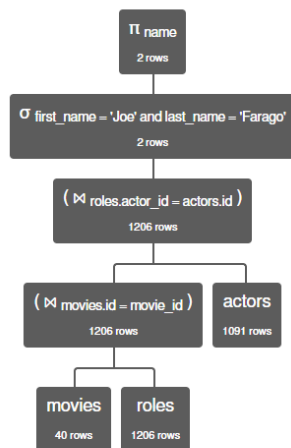 π name
2 rows
σ first_name = 'Joe' and last_name = 'Farago'
2 rows
( ⋈ roles.actor_id = actors.id )
1206 rows
( ⋈ movies.id = movie_id )
1206 rows
actors
1091 rows
movies
40 rows
roles
1206 rows